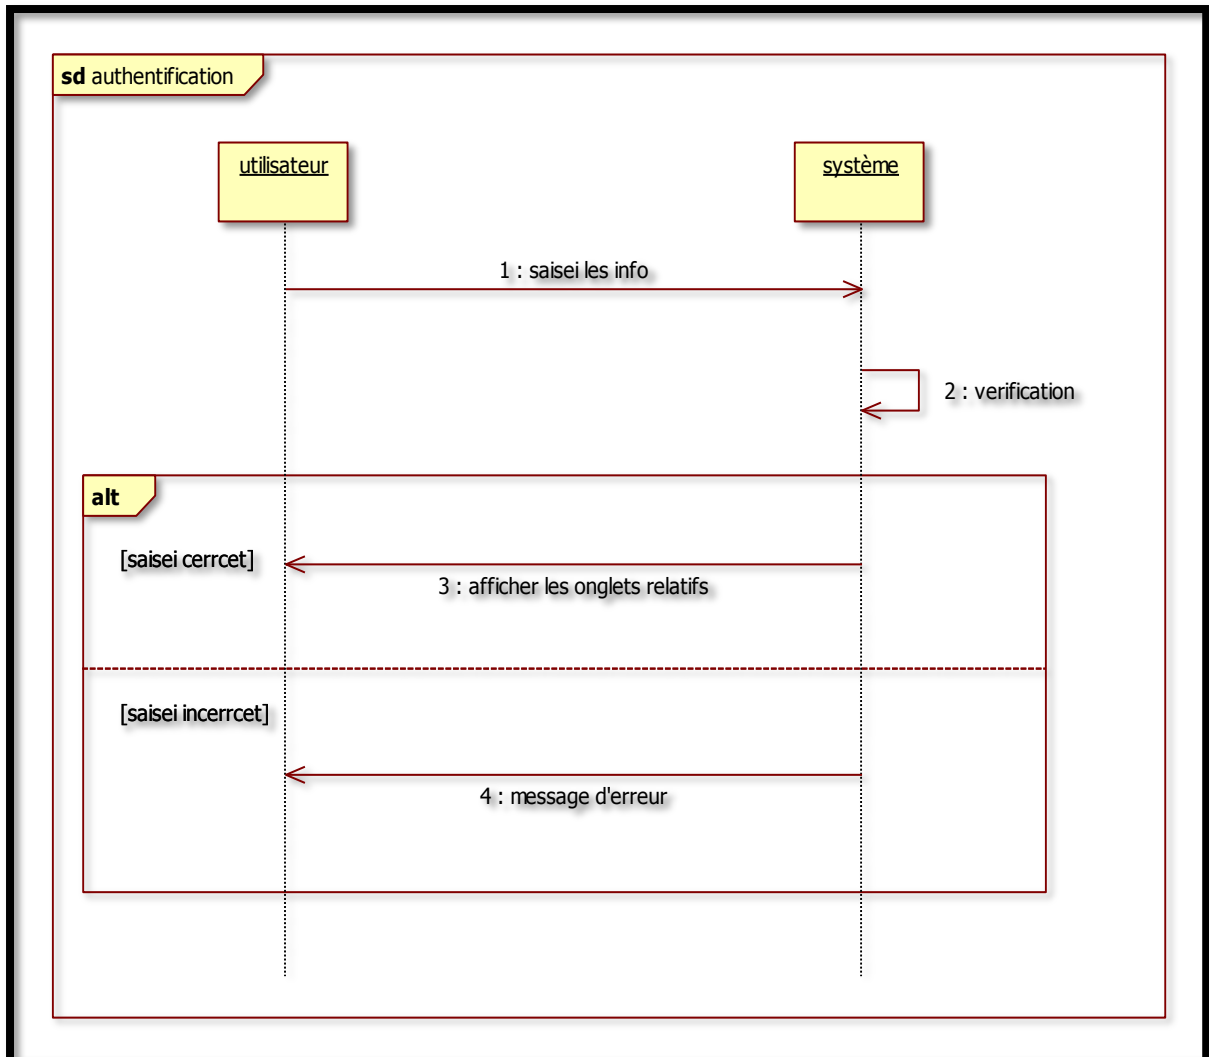 sd authentification
utilisateur
système
1 : saisei les info
2 : verification
alt
[saisei cerrcet]
3 : afficher les onglets relatifs
[saisei incerrcet]
4 : message d'erreur